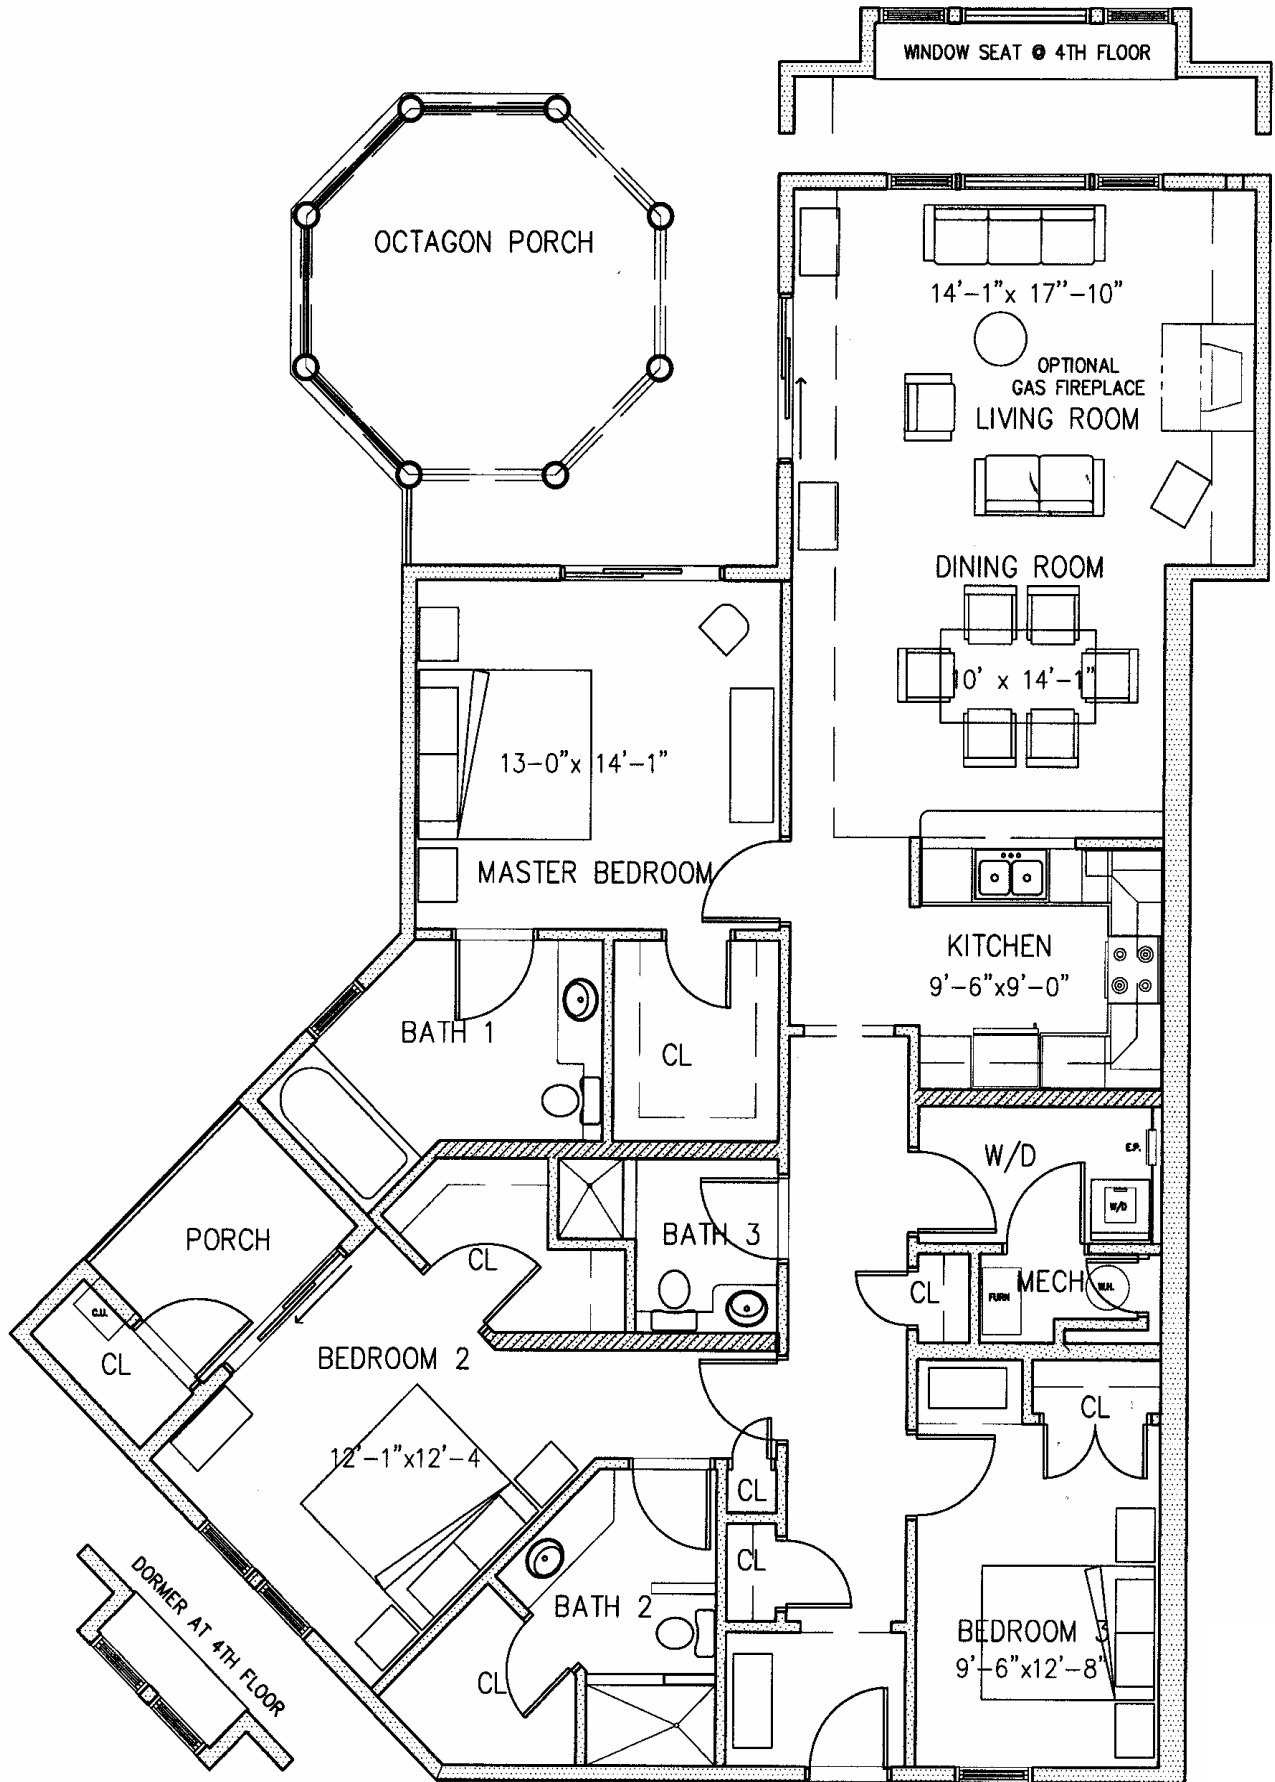 WINDOW SEAT @ 4TH FLOOR
OCTAGON PORCH
14'-1"x 17''-10"
OPTIONAL
GAS FIREPLACE
LIVING ROOM
DINING ROOM
10' x 14'-1"
13-0"x 14'-1"
MASTER BEDROOM
KITCHEN
9'-6"x9'-0"
BATH 1
CL
W/D
E.P.
W/D
PORCH
BATH 3
CL
MECH
W.H.
FURN
CL
C.U.
CL
BEDROOM 2
12'-1"x12'-4
CL
CL
CL
BATH 2
CL
BEDROOM 3
9'-6"x12'-8"
DORMER AT 4TH FLOOR